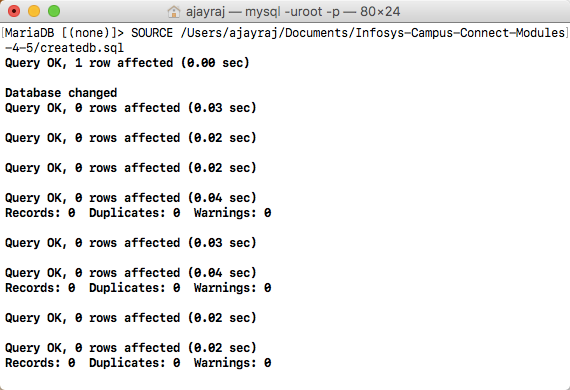 ajayraj — mysql -uroot -p — 80×24
[MariaDB [(none)]> SOURCE /Users/ajayraj/Documents/Infosys-Campus-Connect-Modules]
-4-5/createdb.sql
Query OK, 1 row affected (0.00 sec)
Database changed
Query OK, 0 rows affected (0.03 sec)
Query OK, 0 rows affected (0.02 sec)
Query OK, 0 rows affected (0.02 sec)
Query OK, 0 rows affected (0.04 sec)
Records: 0  Duplicates: 0  Warnings: 0
Query OK, 0 rows affected (0.03 sec)
Query OK, 0 rows affected (0.04 sec)
Records: 0  Duplicates: 0  Warnings: 0
Query OK, 0 rows affected (0.02 sec)
Query OK, 0 rows affected (0.02 sec)
Records: 0  Duplicates: 0  Warnings: 0